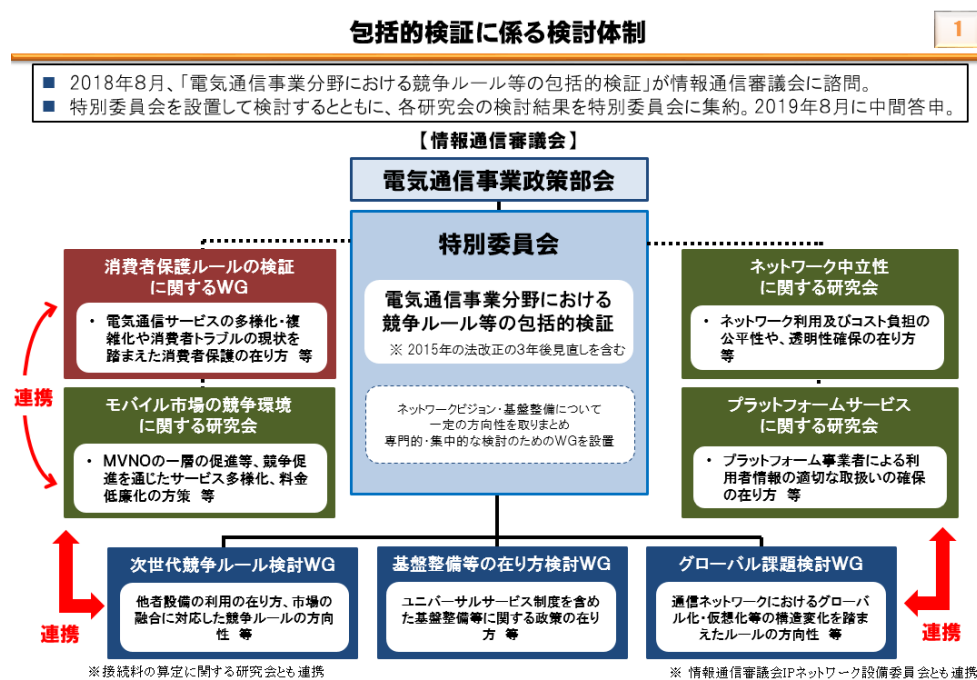 包括的検証に係る検討体制
1
■ 2018年8月、「電気通信事業分野における競争ルール等の包括的検証」が情報通信審議会に諮問。
■ 特別委員会を設置して検討するとともに、各研究会の検討結果を特別委員会に集約。2019年8月に中間答申。
【情報通信審議会】
電気通信事業政策部会
特別委員会
電気通信事業分野における
競争ルール等の包括的検証
※ 2015年の法改正の3年後見直しを含む
ネットワークビジョン・基盤整備について
一定の方向性を取りまとめ
専門的・集中的な検討のためのWGを設置
消費者保護ルールの検証
に関するWG
・ 電気通信サービスの多様化・複
雑化や消費者トラブルの現状を
踏まえた消費者保護の在り方 等
連携
モバイル市場の競争環境
に関する研究会
・ MVNOの一層の促進等、競争促
進を通じたサービス多様化、料金
低廉化の方策 等
ネットワーク中立性
に関する研究会
・ ネットワーク利用及びコスト負担の
公平性や、透明性確保の在り方
等
プラットフォームサービス
に関する研究会
・ プラットフォーム事業者による利
用者情報の適切な取扱いの確保
の在り方 等
連携
次世代競争ルール検討WG
他者設備の利用の在り方、市場の
融合に対応した競争ルールの方向
性 等
基盤整備等の在り方検討WG
ユニバーサルサービス制度を含め
た基盤整備等に関する政策の在り
方 等
グローバル課題検討WG
通信ネットワークにおけるグローバ
ル化・仮想化等の構造変化を踏ま
えたルールの方向性 等
連携
※接続料の算定に関する研究会とも連携
※ 情報通信審議会IPネットワーク設備委員会とも連携